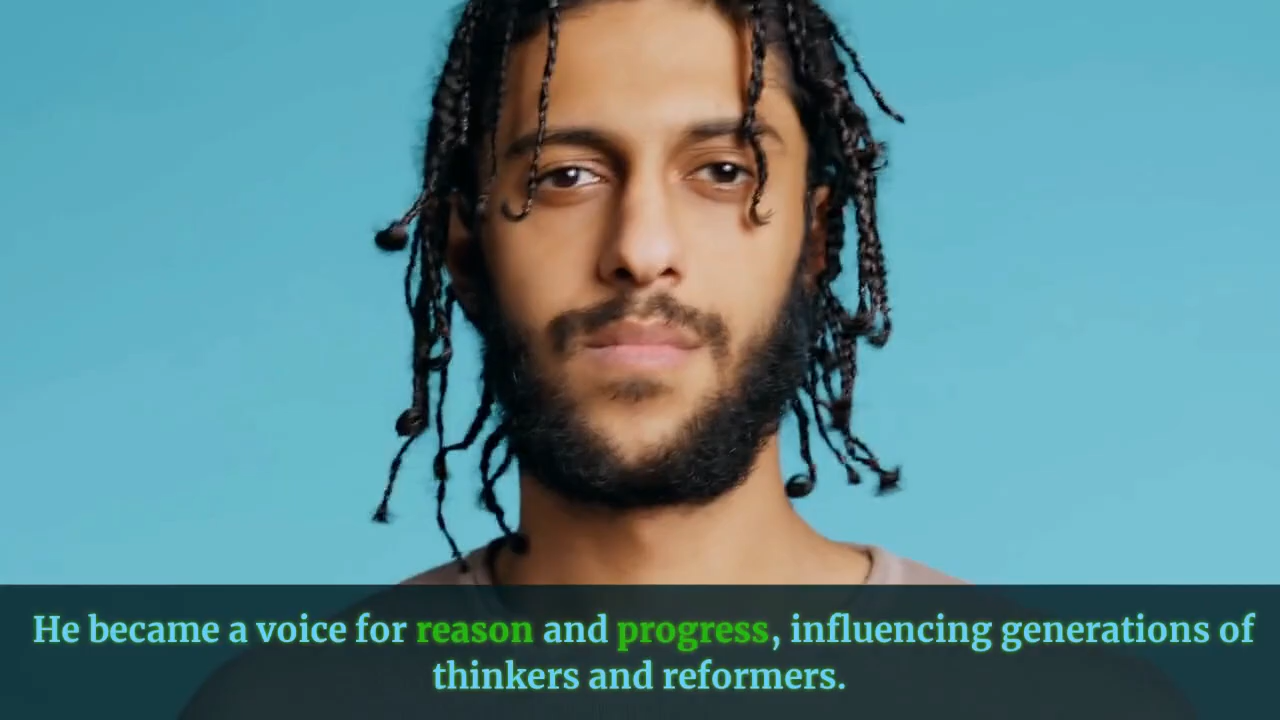 He became a voice for reason and progress, influencing generations of
thinkers and reformers.